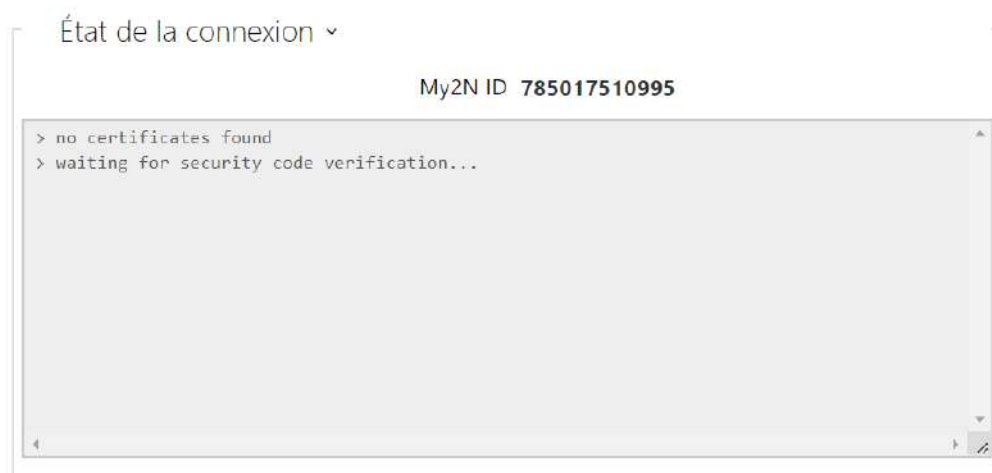 État de la connexion
My2N ID 785017510995
> no certificates found
> waiting for security code verification...